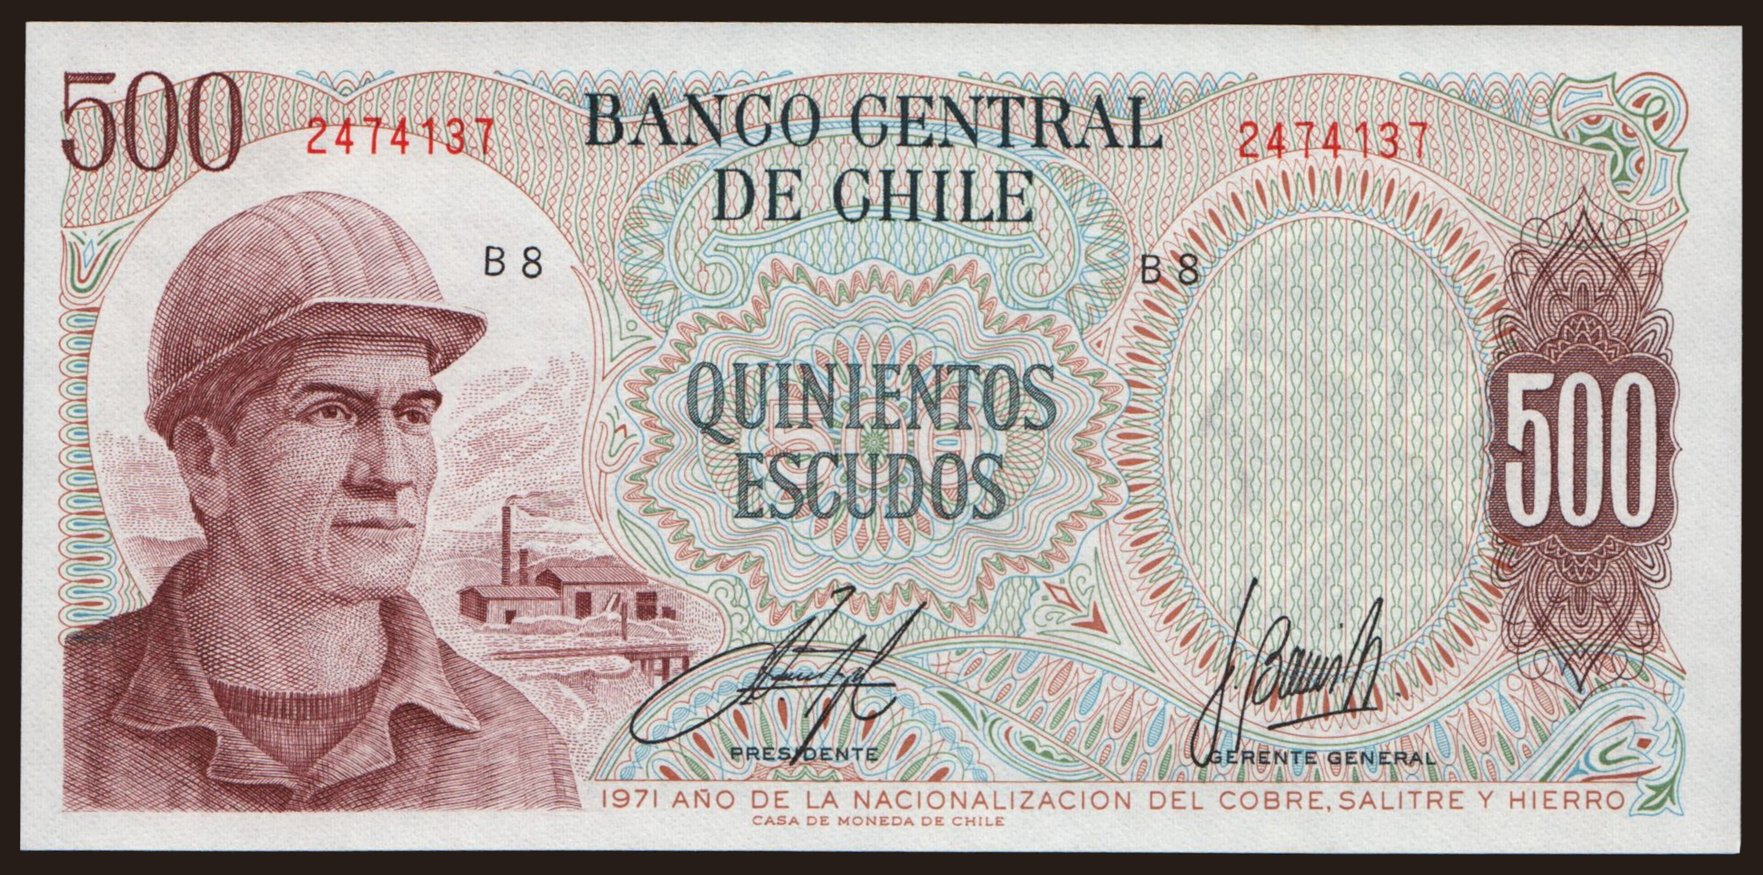 500
2474137
BANCO CENTRAL
DE CHILE
2474137
B 8
B 8
QUINIENTOS
ESCUDOS
500
500
PRESIDENTE
GERENTE GENERAL
1971 AÑO DE LA NACIONALIZACION DEL COBRE, SALITRE Y HIERRO
CASA DE MONEDA DE CHILE